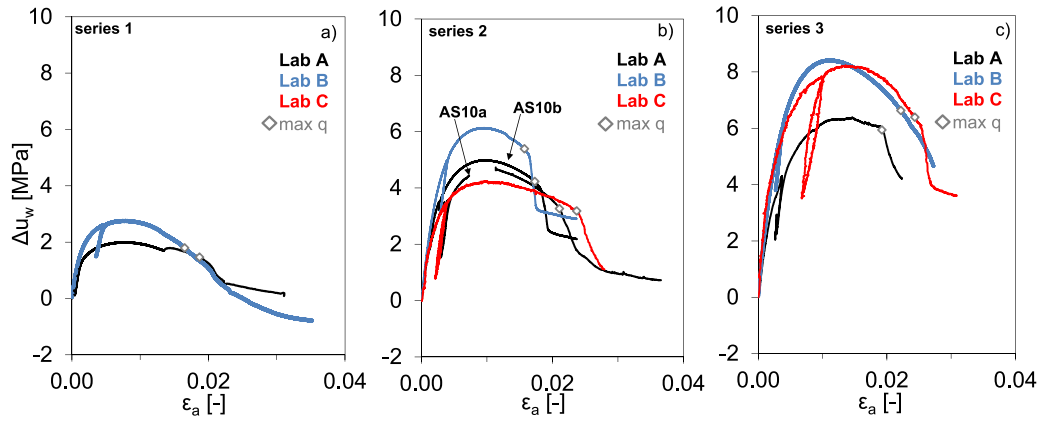 series 1
a)
Lab A
Lab B
Lab C
max q
Δu_w [MPa]
10
8
6
4
2
0
-2
0.00
0.02
0.04
ε_a [-]
series 2
b)
Lab A
Lab B
Lab C
max q
AS10a
AS10b
10
8
6
4
2
0
-2
0.00
0.02
0.04
ε_a [-]
series 3
c)
Lab A
Lab B
Lab C
max q
10
8
6
4
2
0
-2
0.00
0.02
0.04
ε_a [-]